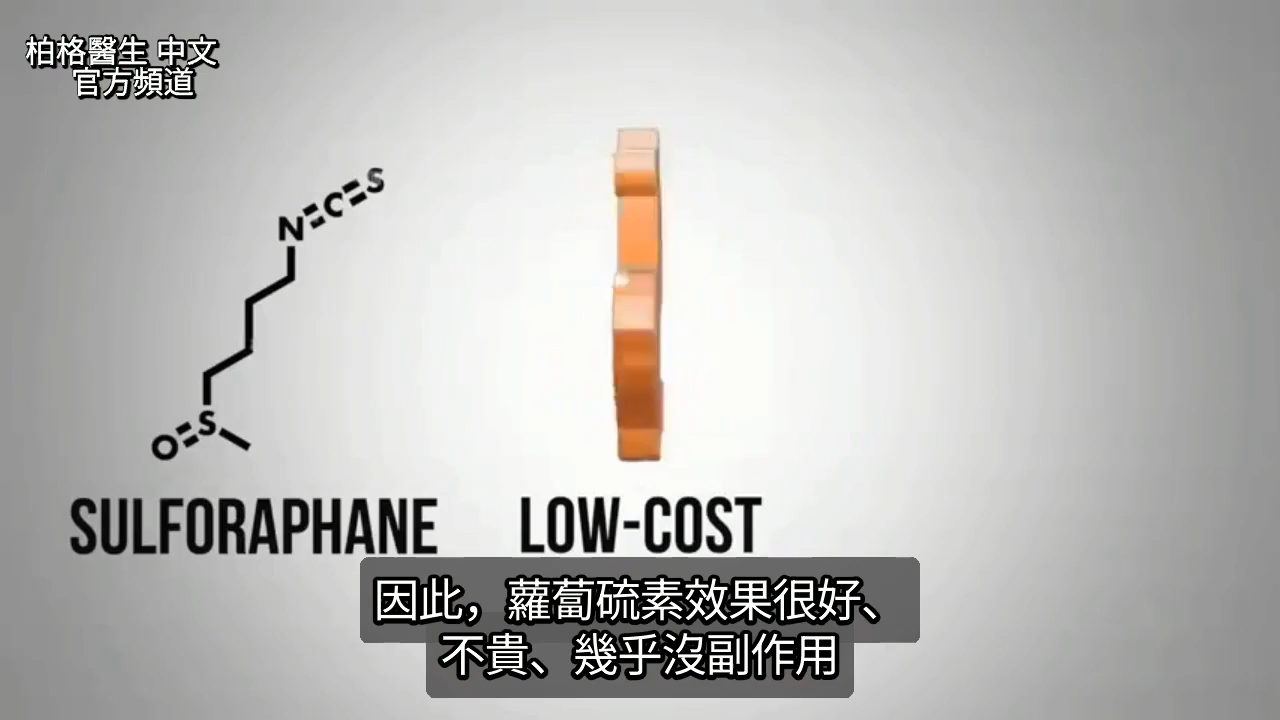 柏格醫生 中文
官方頻道
N=C=S
O=S
SULFORAPHANE
LOW-COST
因此，蘿蔔硫素效果很好、
不貴、幾乎沒副作用